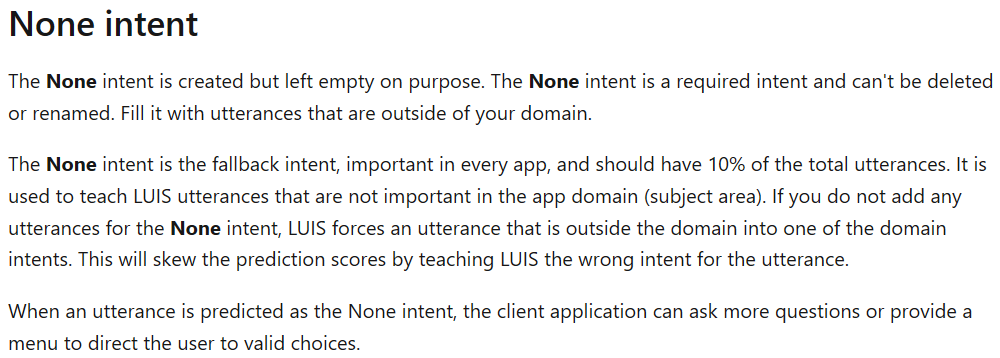 None intent
The None intent is created but left empty on purpose. The None intent is a required intent and can't be deleted
or renamed. Fill it with utterances that are outside of your domain.
The None intent is the fallback intent, important in every app, and should have 10% of the total utterances. It is
used to teach LUIS utterances that are not important in the app domain (subject area). If you do not add any
utterances for the None intent, LUIS forces an utterance that is outside the domain into one of the domain
intents. This will skew the prediction scores by teaching LUIS the wrong intent for the utterance.
When an utterance is predicted as the None intent, the client application can ask more questions or provide a
menu to direct the user to valid choices.